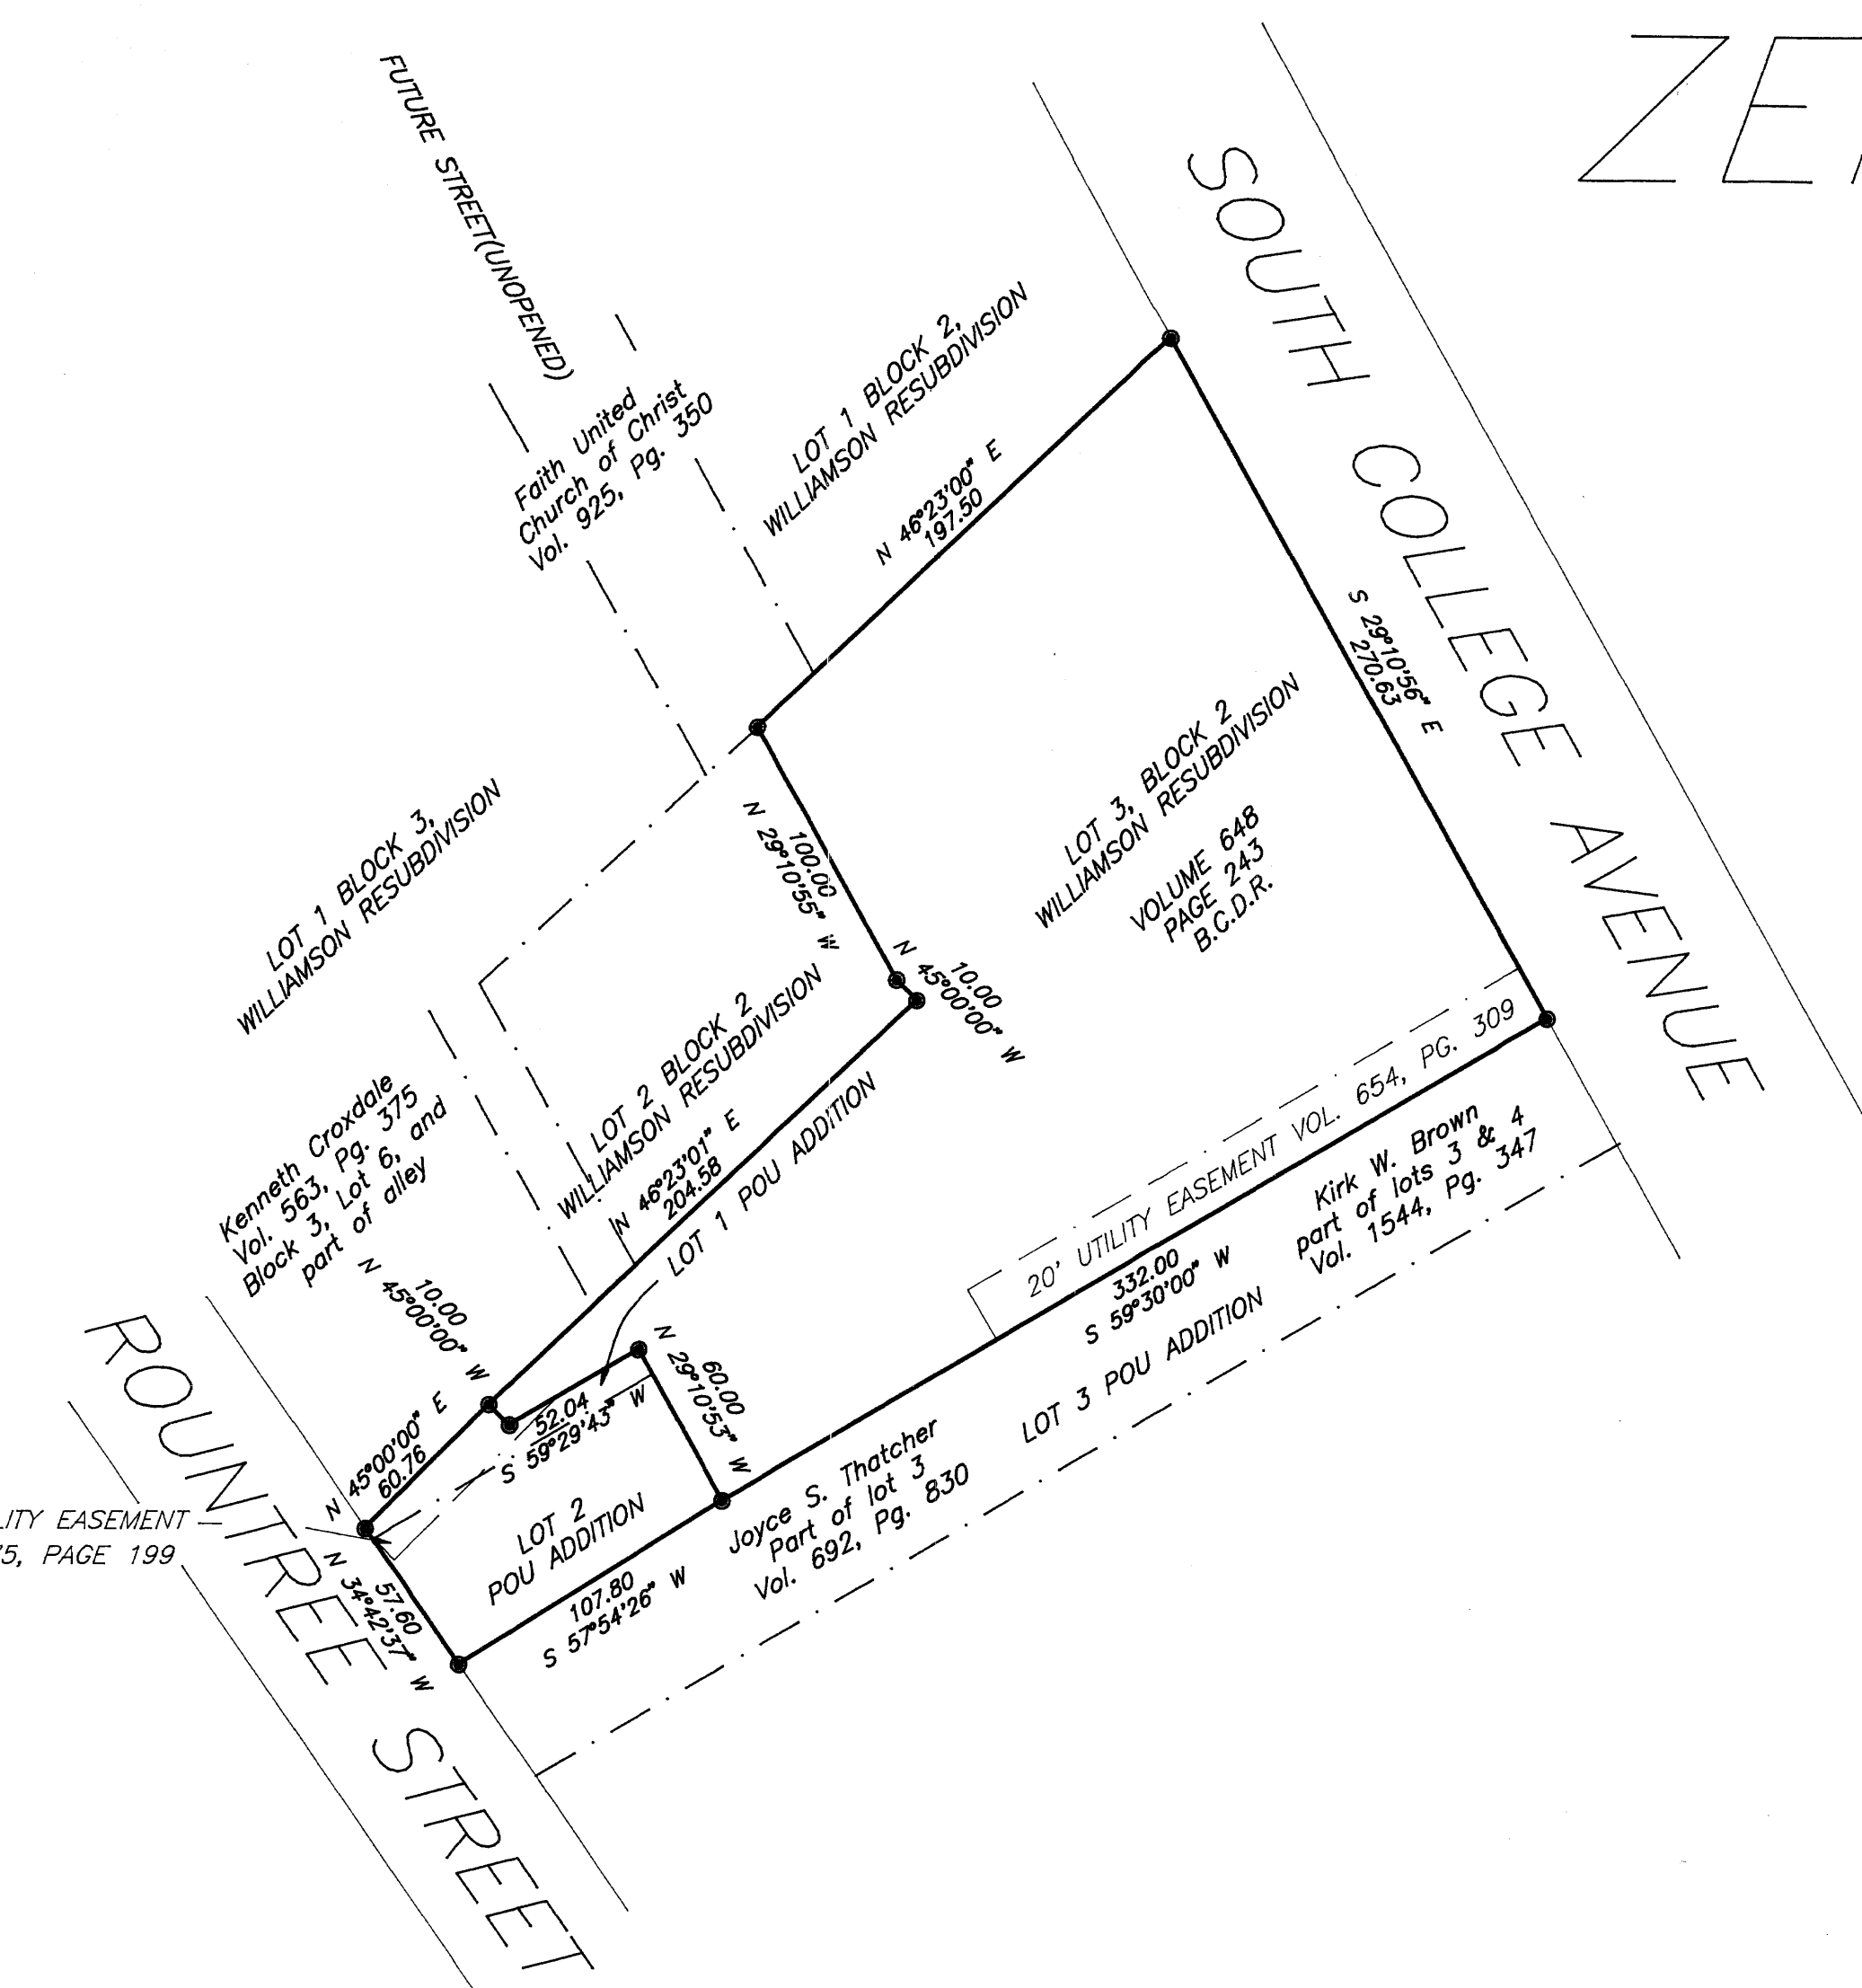 ZE
FUTURE STREET(UNOPENED)
SOUTH COLLEGE AVENUE
Faith United
Church of Christ
Vol. 925, Pg. 350
LOT 1 BLOCK 2,
WILLIAMSON RESUBDIVISION
N 46°23'00" E
197.50
S 29°10'56" E
270.63
LOT 1 BLOCK 3,
WILLIAMSON RESUBDIVISION
100.00
N 29°10'55" W
LOT 3, BLOCK 2
WILLIAMSON RESUBDIVISION
VOLUME 648
PAGE 243
B.C.D.R.
10.00
N 45°00'00" W
LOT 2 BLOCK 2
WILLIAMSON RESUBDIVISION
N 46°23'01" E
204.58
LOT 1 POU ADDITION
20' UTILITY EASEMENT VOL. 654, PG. 309
Kenneth Croxdale
Vol. 563, Pg. 375
Block 3, Lot 6, and
part of alley
10.00
N 45°00'00" W
Kirk W. Brown
part of lots 3 & 4
Vol. 1544, Pg. 347
332.00
S 59°30'00" W
LOT 3 POU ADDITION
60.00
N 29°10'53" W
52.04
S 59°29'43" W
N 45°00'00" E
60.76
ROUNTREE STREET
LITY EASEMENT
5, PAGE 199
57.60
N 34°42'37" W
LOT 2
POU ADDITION
107.80
S 57°54'26" W
Joyce S. Thatcher
Part of lot 3
Vol. 692, Pg. 830